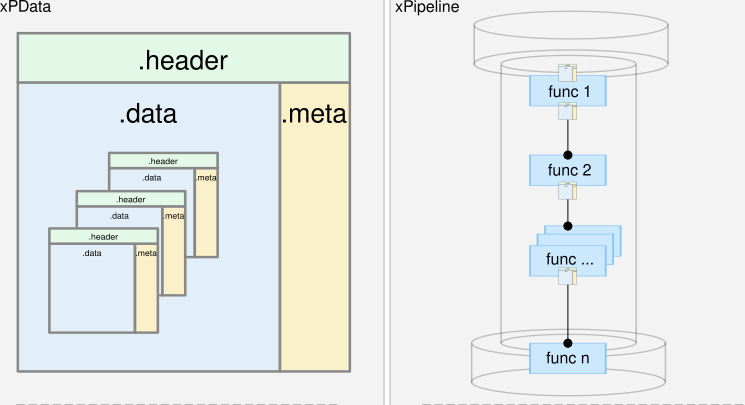 xPData
.header
.data
.meta
.header
.data
.meta
.header
.data
.meta
.header
.data
.meta
xPipeline
func 1
func 2
func ...
func n